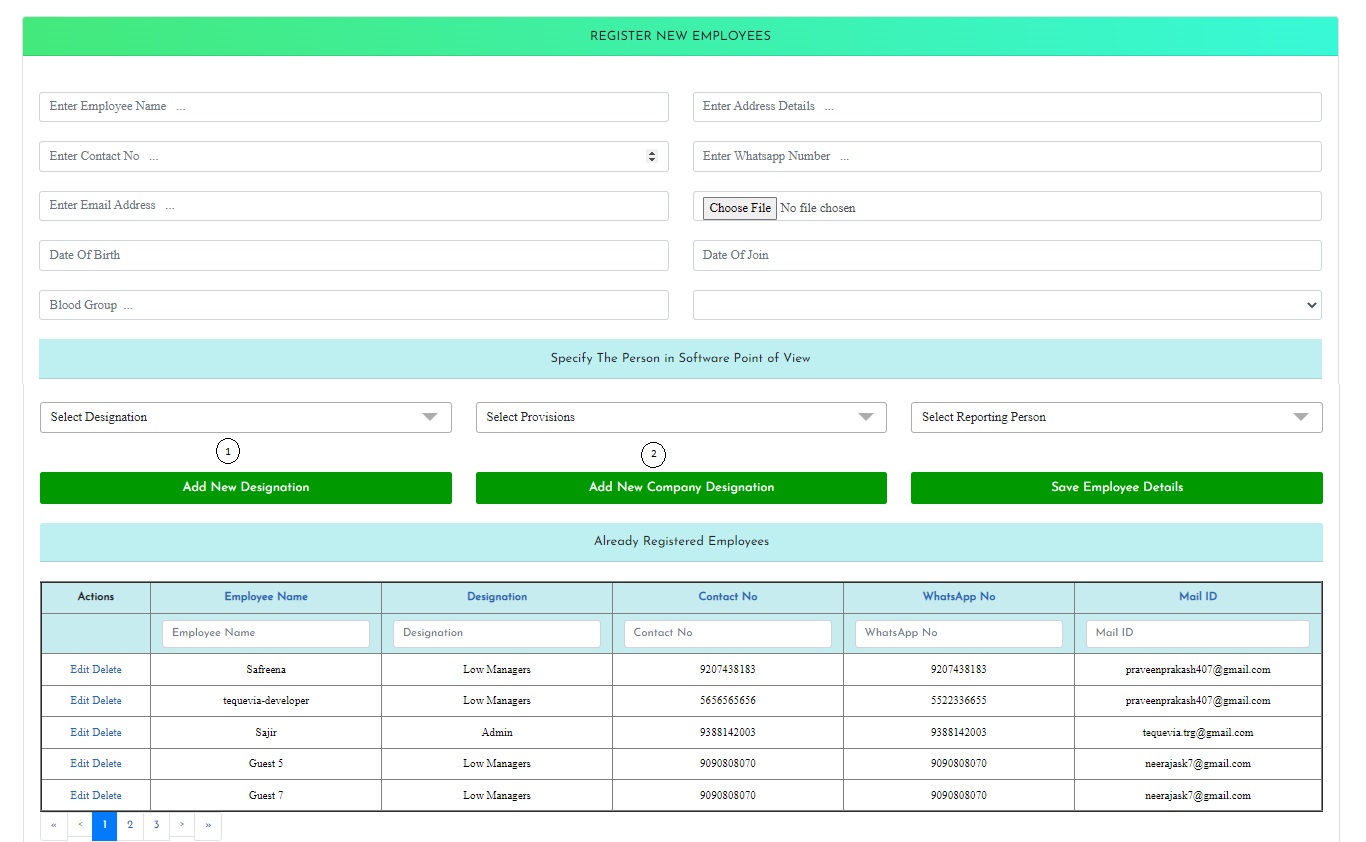 REGISTER NEW EMPLOYEES
Enter Employee Name ... Enter Address Details ...
Enter Contact No ... Enter Whatsapp Number ...
Enter Email Address ... Choose File No file chosen
Date Of Birth Date Of Join
Blood Group ...
Specify The Person in Software Point of View
Select Designation Select Provisions Select Reporting Person
1 2
Add New Designation Add New Company Designation Save Employee Details
Already Registered Employees
Actions Employee Name Designation Contact No WhatsApp No Mail ID
Employee Name Designation Contact No WhatsApp No Mail ID
Edit Delete Safreena Low Managers 9207438183 9207438183 praveenprakash407@gmail.com
Edit Delete tequevia-developer Low Managers 5656565656 5522336655 praveenprakash407@gmail.com
Edit Delete Sajir Admin 9388142003 9388142003 tequevia.trg@gmail.com
Edit Delete Guest 5 Low Managers 9090808070 9090808070 neerajask7@gmail.com
Edit Delete Guest 7 Low Managers 9090808070 9090808070 neerajask7@gmail.com
« < 1 2 3 > »